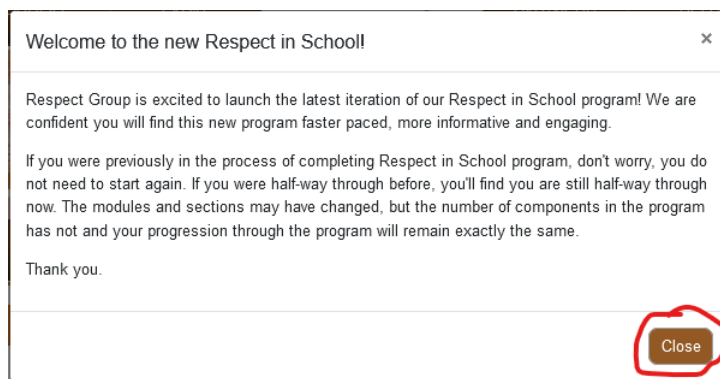 Welcome to the new Respect in School!
×
Respect Group is excited to launch the latest iteration of our Respect in School program! We are
confident you will find this new program faster paced, more informative and engaging.
If you were previously in the process of completing Respect in School program, don't worry, you do
not need to start again. If you were half-way through before, you'll find you are still half-way through
now. The modules and sections may have changed, but the number of components in the program
has not and your progression through the program will remain exactly the same.
Thank you.
Close